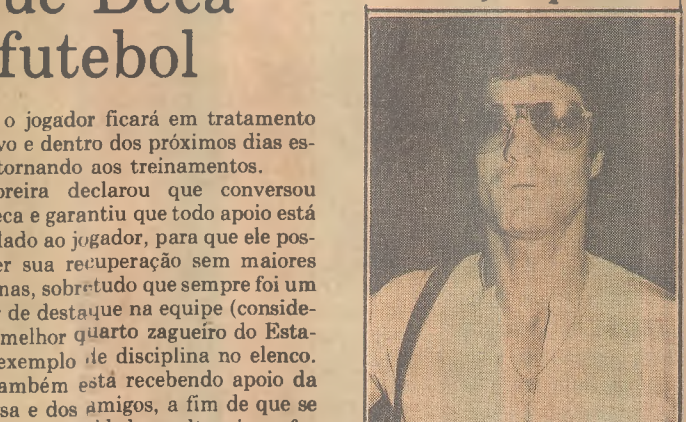 de Deca
futebol
o jogador ficará em tratamento
vo e dentro dos próximos dias es-
tornando aos treinamentos.
oreira declarou que conversou
eca e garantiu que todo apoio está
dado ao jogador, para que ele pos-
er sua recuperação sem maiores
mas, sobretudo que sempre foi um
r de destaque na equipe (conside-
melhor quarto zagueiro do Esta-
exemplo de disciplina no elenco.
ambém está recebendo apoio da
sa e dos amigos, a fim de que se